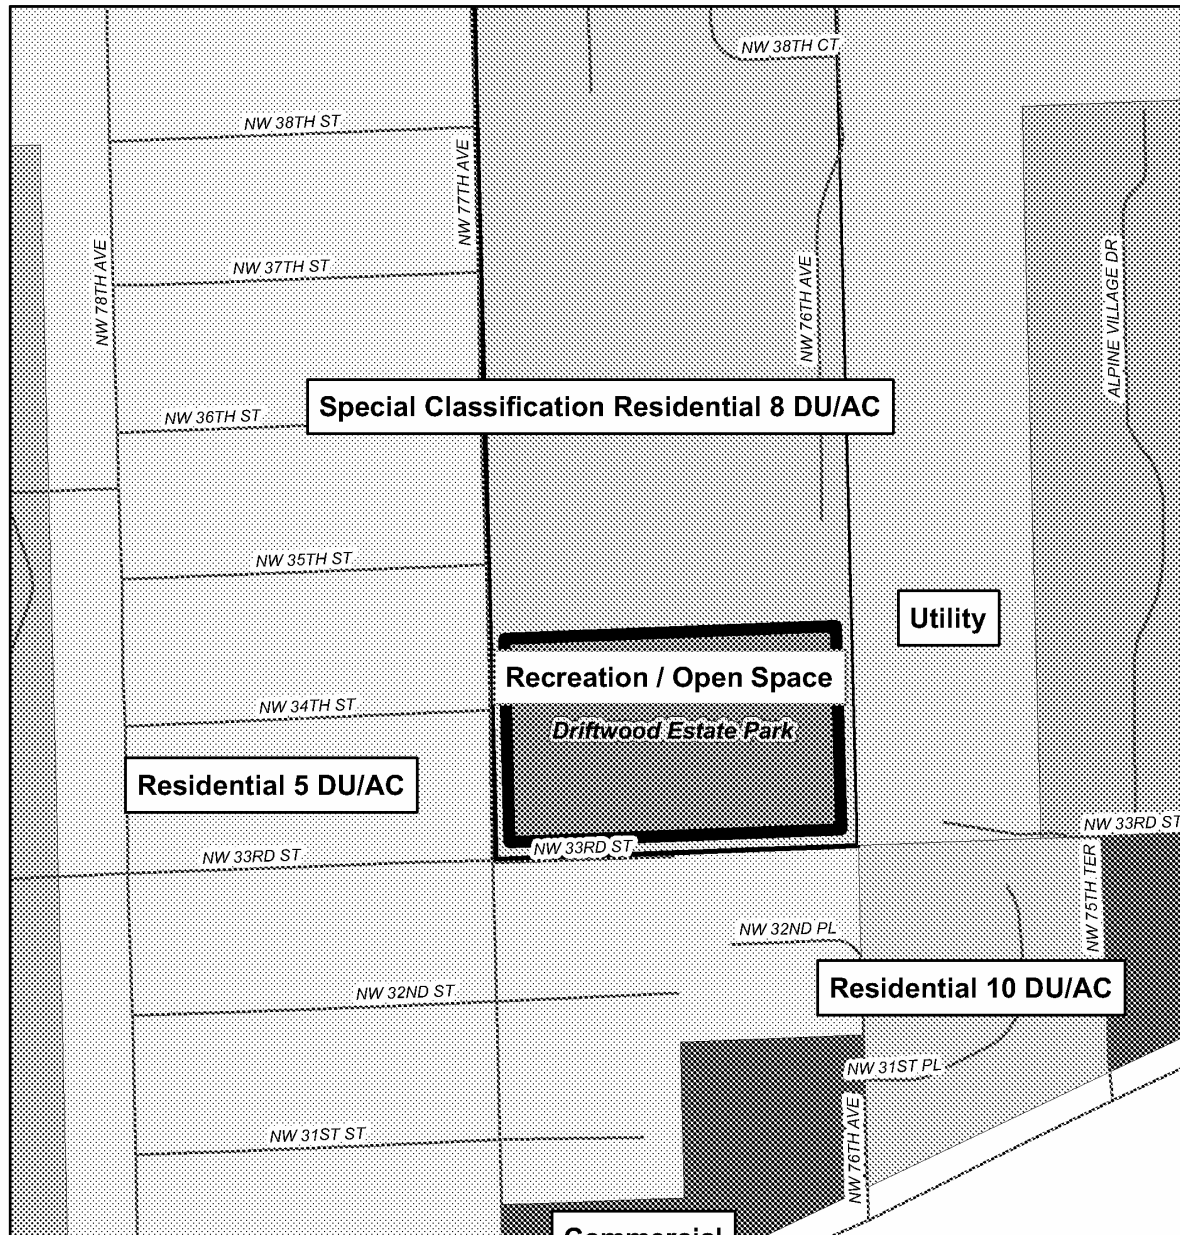 NW 38TH CT
NW 38TH ST
NW 77TH AVE
NW 78TH AVE
NW 37TH ST
NW 76TH AVE
ALPINE VILLAGE DR
Special Classification Residential 8 DU/AC
NW 36TH ST
NW 35TH ST
Utility
Recreation / Open Space
NW 34TH ST
Driftwood Estate Park
Residential 5 DU/AC
NW 33RD ST
NW 33RD ST
NW 33RD ST
NW 75TH TER
NW 32ND PL
NW 32ND ST
Residential 10 DU/AC
NW 31ST PL
NW 76TH AVE
NW 31ST ST
Commercial